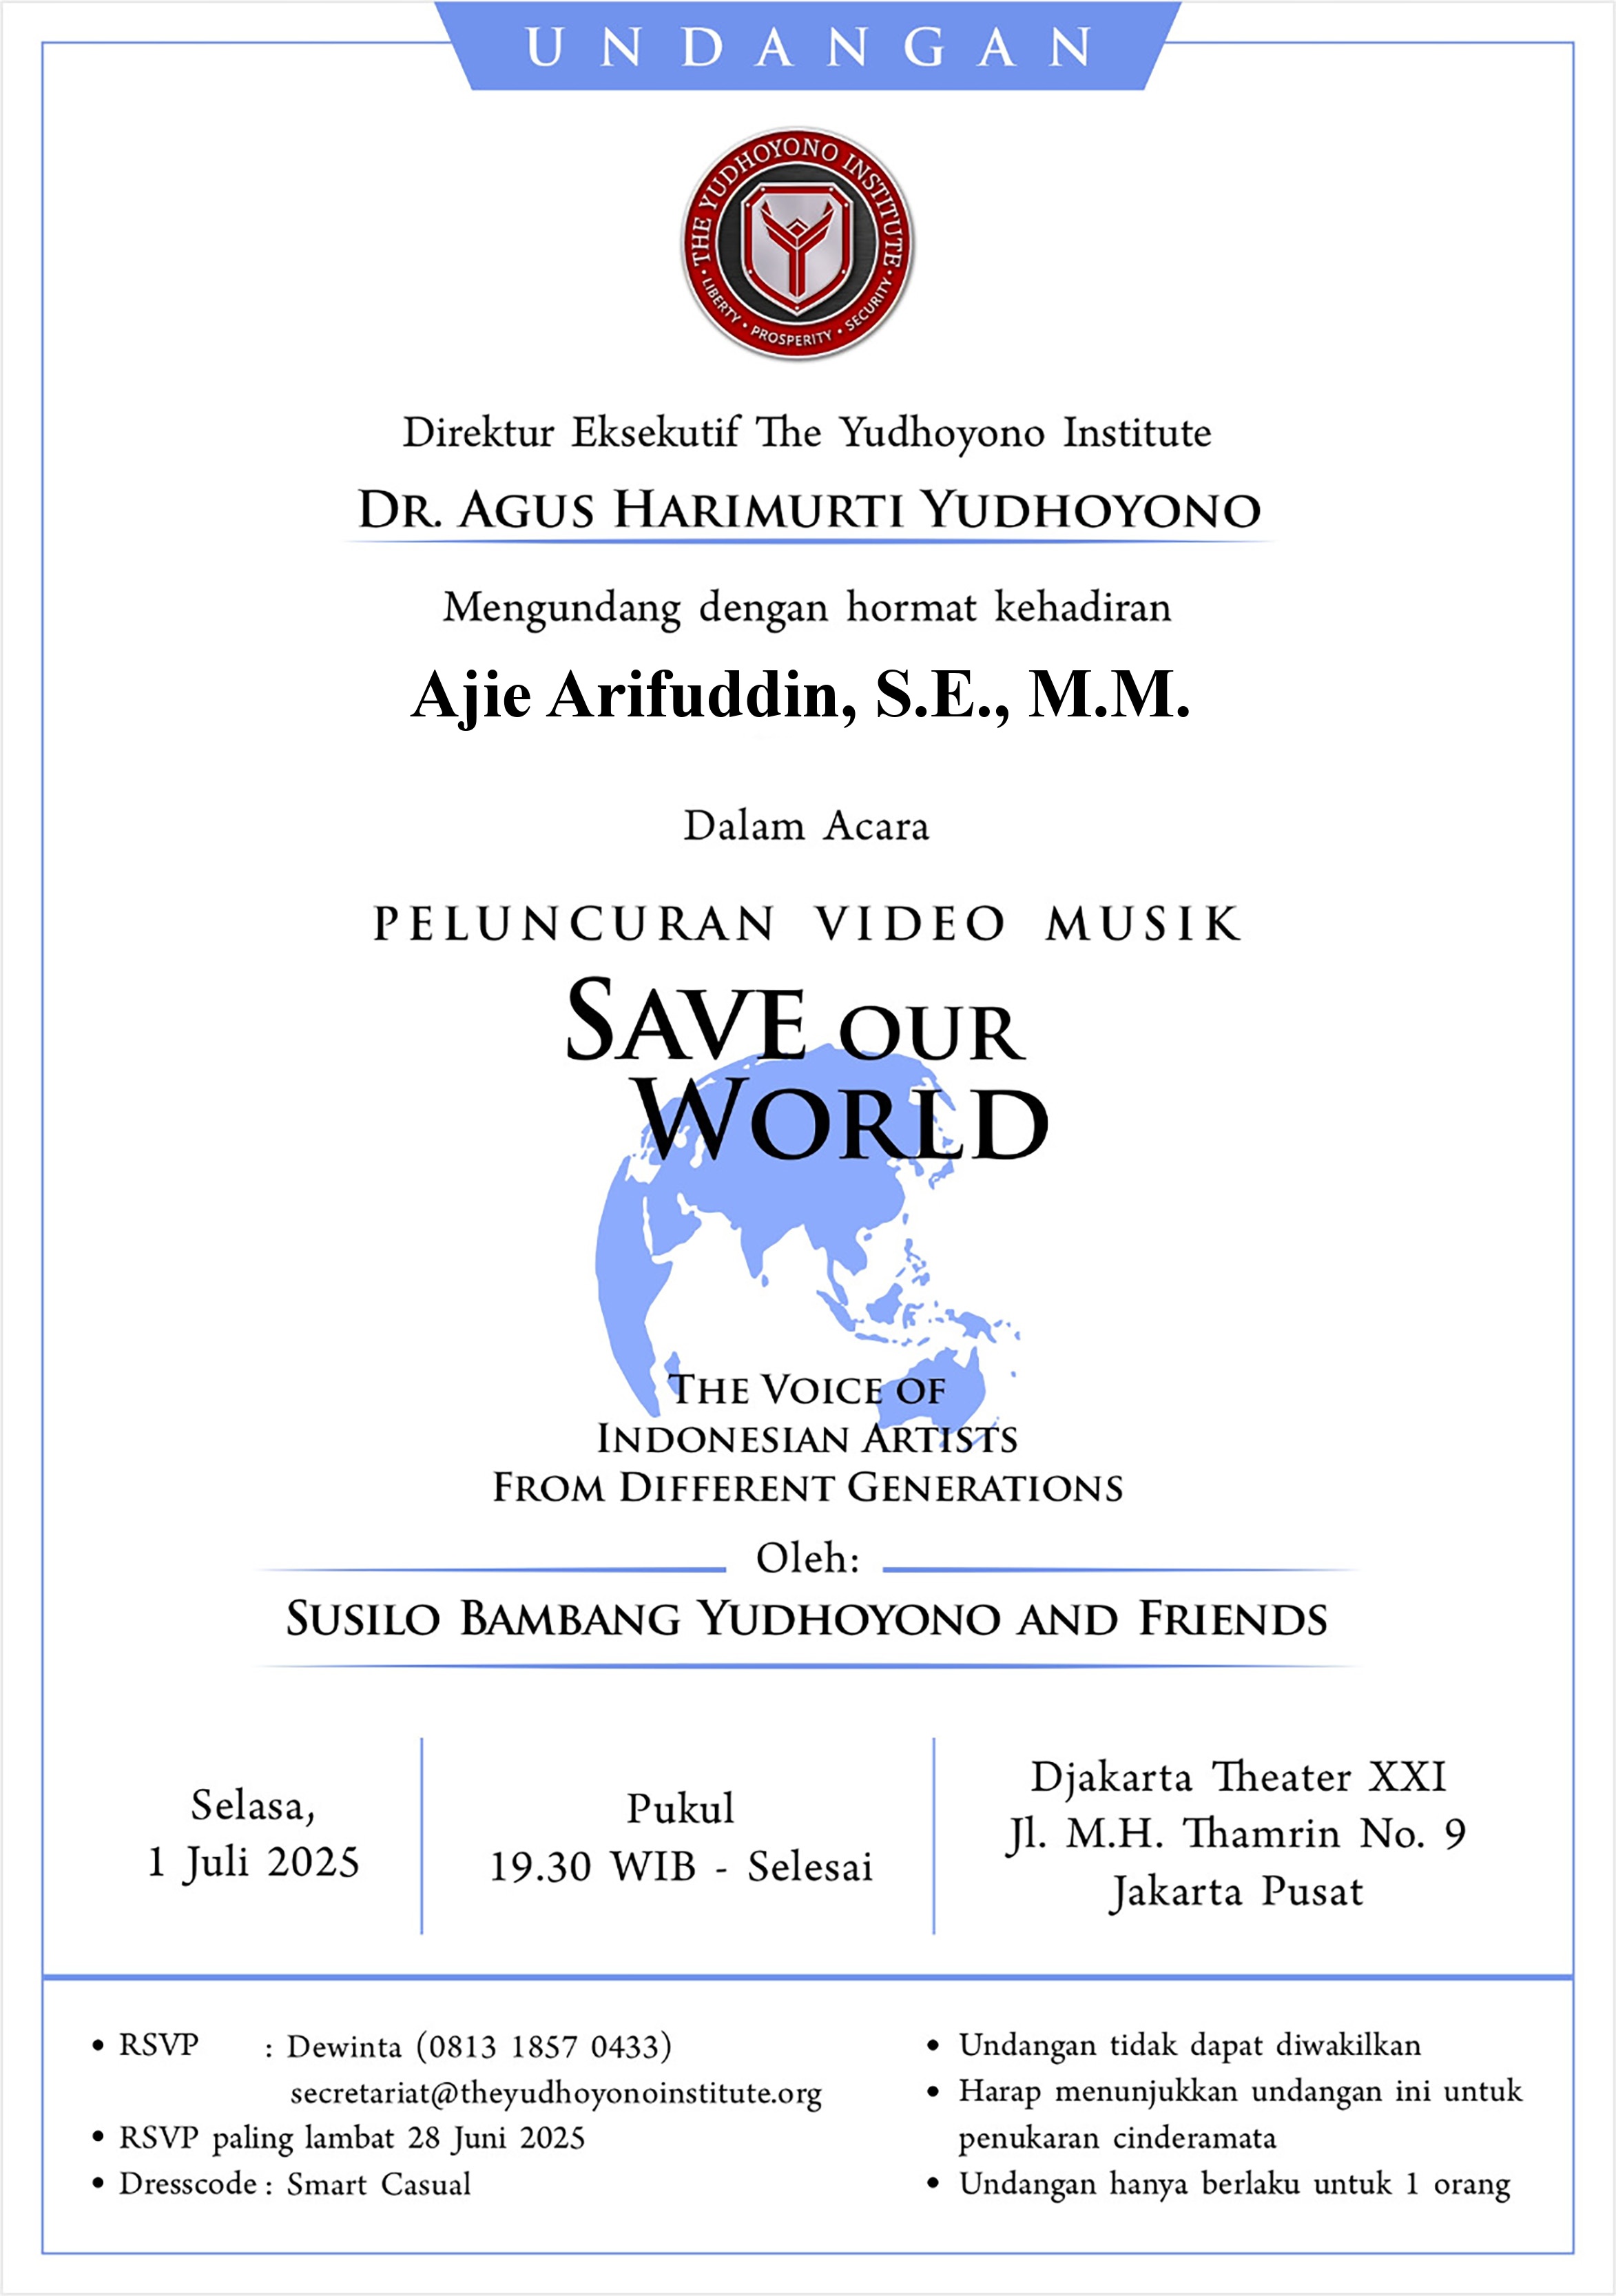 UNDANGAN
THE YUDHOYONO INSTITUTE
LIBERTY • PROSPERITY • SECURITY
Direktur Eksekutif The Yudhoyono Institute
DR. AGUS HARIMURTI YUDHOYONO
Mengundang dengan hormat kehadiran
Ajie Arifuddin, S.E., M.M.
Dalam Acara
PELUNCURAN VIDEO MUSIK
SAVE OUR
WORLD
THE VOICE OF
INDONESIAN ARTISTS
FROM DIFFERENT GENERATIONS
Oleh:
SUSILO BAMBANG YUDHOYONO AND FRIENDS
Selasa,
1 Juli 2025
Pukul
19.30 WIB - Selesai
Djakarta Theater XXI
Jl. M.H. Thamrin No. 9
Jakarta Pusat
• RSVP : Dewinta (0813 1857 0433)
secretariat@theyudhoyonoinstitute.org
• RSVP paling lambat 28 Juni 2025
• Dresscode : Smart Casual
• Undangan tidak dapat diwakilkan
• Harap menunjukkan undangan ini untuk
penukaran cinderamata
• Undangan hanya berlaku untuk 1 orang